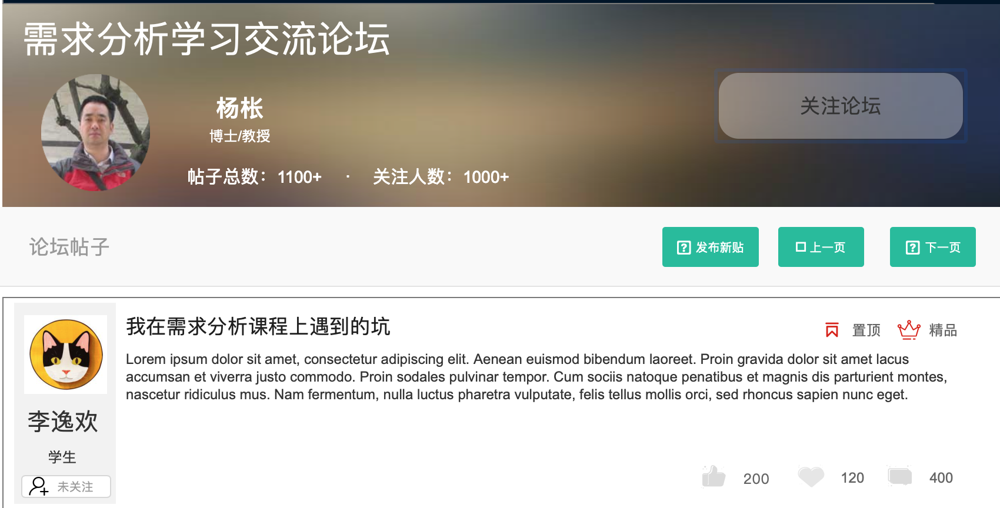 需求分析学习交流论坛
杨枨
博士/教授
关注论坛
帖子总数：1100+ · 关注人数：1000+
论坛帖子
发布新贴
上一页
下一页
我在需求分析课程上遇到的坑
置顶 精品
Lorem ipsum dolor sit amet, consectetur adipiscing elit. Aenean euismod bibendum laoreet. Proin gravida dolor sit amet lacus
accumsan et viverra justo commodo. Proin sodales pulvinar tempor. Cum sociis natoque penatibus et magnis dis parturient montes,
nascetur ridiculus mus. Nam fermentum, nulla luctus pharetra vulputate, felis tellus mollis orci, sed rhoncus sapien nunc eget.
李逸欢
学生
未关注
200 120 400